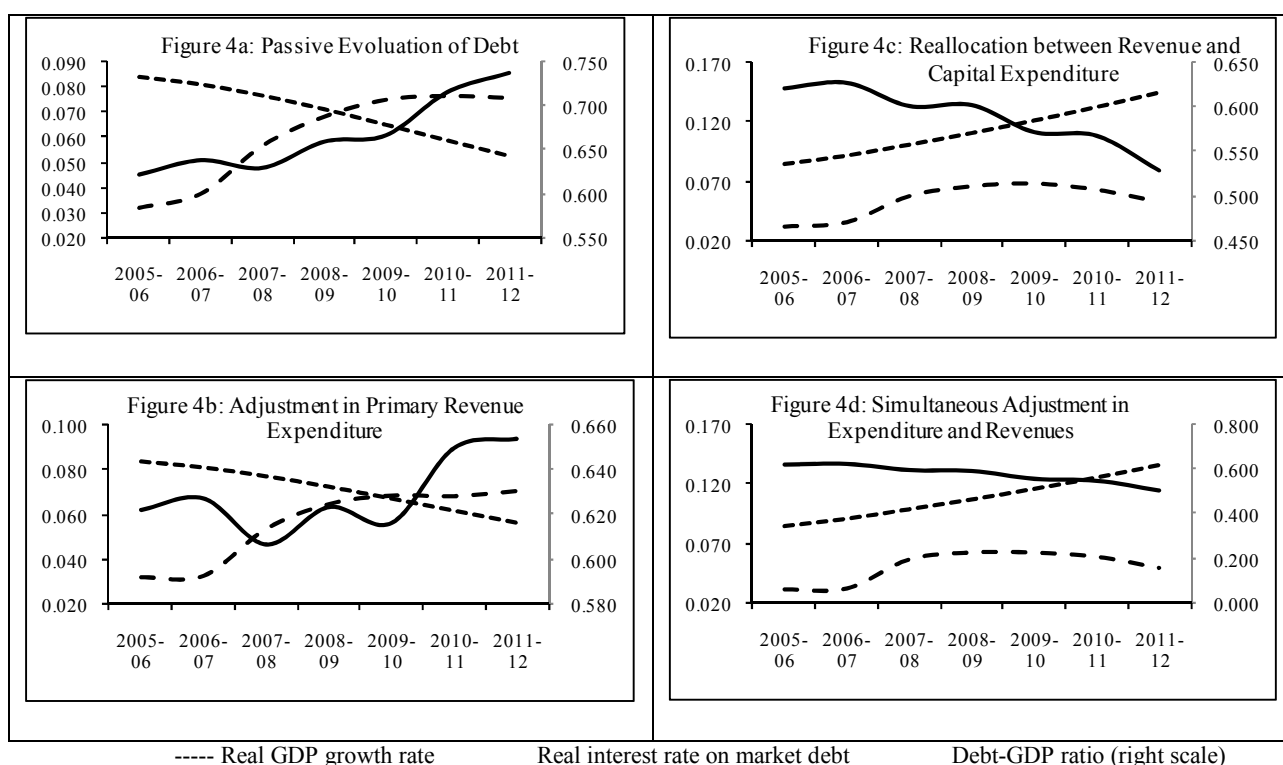 Figure 4a: Passive Evaluation of Debt
0.090
0.080
0.070
0.060
0.050
0.040
0.030
0.020
0.750
0.700
0.650
0.600
0.550
2005- 2006- 2007- 2008- 2009- 2010- 2011-
06 07 08 09 10 11 12
Figure 4c: Reallocation between Revenue and
Capital Expenditure
0.170
0.120
0.070
0.020
0.650
0.600
0.550
0.500
0.450
2005- 2006- 2007- 2008- 2009- 2010- 2011-
06 07 08 09 10 11 12
Figure 4b: Adjustment in Primary Revenue
Expenditure
0.100
0.080
0.060
0.040
0.020
0.660
0.640
0.620
0.600
0.580
2005- 2006- 2007- 2008- 2009- 2010- 2011-
06 07 08 09 10 11 12
Figure 4d: Simultaneous Adjustment in
Expenditure and Revenues
0.170
0.120
0.070
0.020
0.800
0.600
0.400
0.200
0.000
2005- 2006- 2007- 2008- 2009- 2010- 2011-
06 07 08 09 10 11 12
----- Real GDP growth rate Real interest rate on market debt Debt-GDP ratio (right scale)